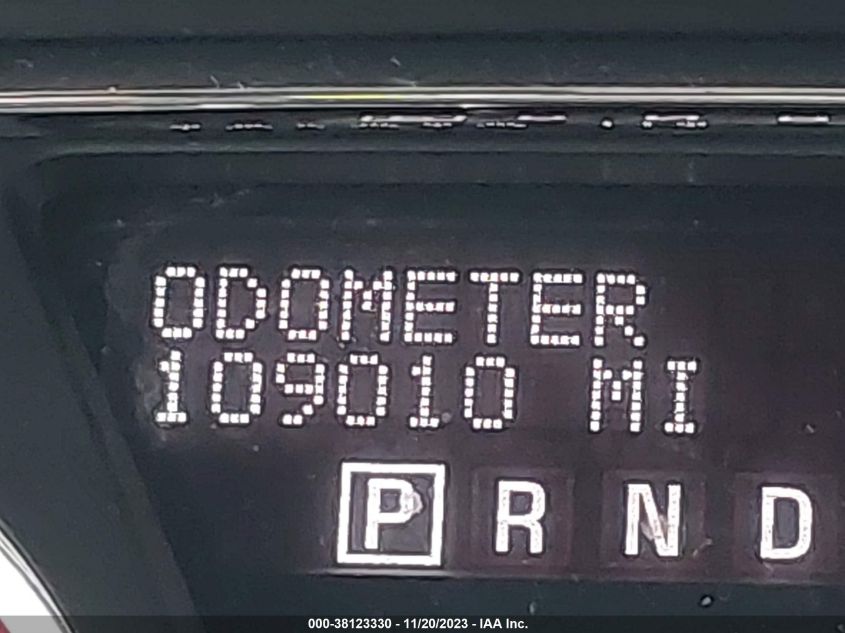 ODOMETER
109010 MI
P R N D
000-38123330 - 11/20/2023 - IAA Inc.